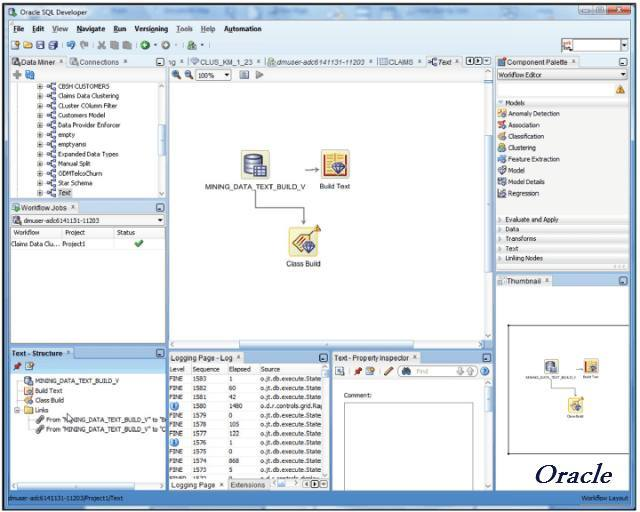 Oracle SQL Developer
File Edit View Navigate Run Versioning Tools Help Automation
Data Miner
Connections
CBSH CUSTOMERS
Claims Data Clustering
CLuster COlumn Filter
Customers Model
Data Provider Enforcer
empty
emptyansi
Expanded Data Types
Manual Split
ODMTelcoChurn
Star Schema
Text
Workflow Jobs
dmuser-adc6141131-11203
Workflow Project Status
Claims Data Clu... Project1
Text - Structure
MINING_DATA_TEXT_BUILD_V
Build Text
Class Build
Links
From "MINING_DATA_TEXT_BUILD_V" to "B
From "MINING_DATA_TEXT_BUILD_V" to "C
ng CLUS_KM_1_23 dmuser-adc6141131-11203 CLAIMS Text
100%
MINING_DATA_TEXT_BUILD_V
Build Text
Class Build
Logging Page - Log
Level Sequence Elapsed Source
FINE 1583 1 o.jt.db.execute.State
FINE 1582 60 o.jt.db.execute.State
FINE 1581 42 o.jt.db.execute.State
1580 1480 o.d.r.controls.grid.Rap
FINE 1579 0 o.jt.db.execute.State
FINE 1578 105 o.jt.db.execute.State
FINE 1577 122 o.jt.db.execute.State
1576 1 o.jt.db.execute.State
FINE 1575 0 o.jt.db.execute.State
FINE 1574 868 o.jt.db.execute.State
FINE 1573 5 o.jt.db.execute.State
Logging Page Extensions
Text - Property Inspector
Find
Comment:
Component Palette
Workflow Editor
Models
Anomaly Detection
Association
Classification
Clustering
Feature Extraction
Model
Model Details
Regression
Evaluate and Apply
Data
Transforms
Text
Linking Nodes
Thumbnail
MINING_DATA_TEXT_BUILD_V
Build Text
Class Build
Oracle
dmuser-adc6141131-11203/Project1/Text
Workflow Layout